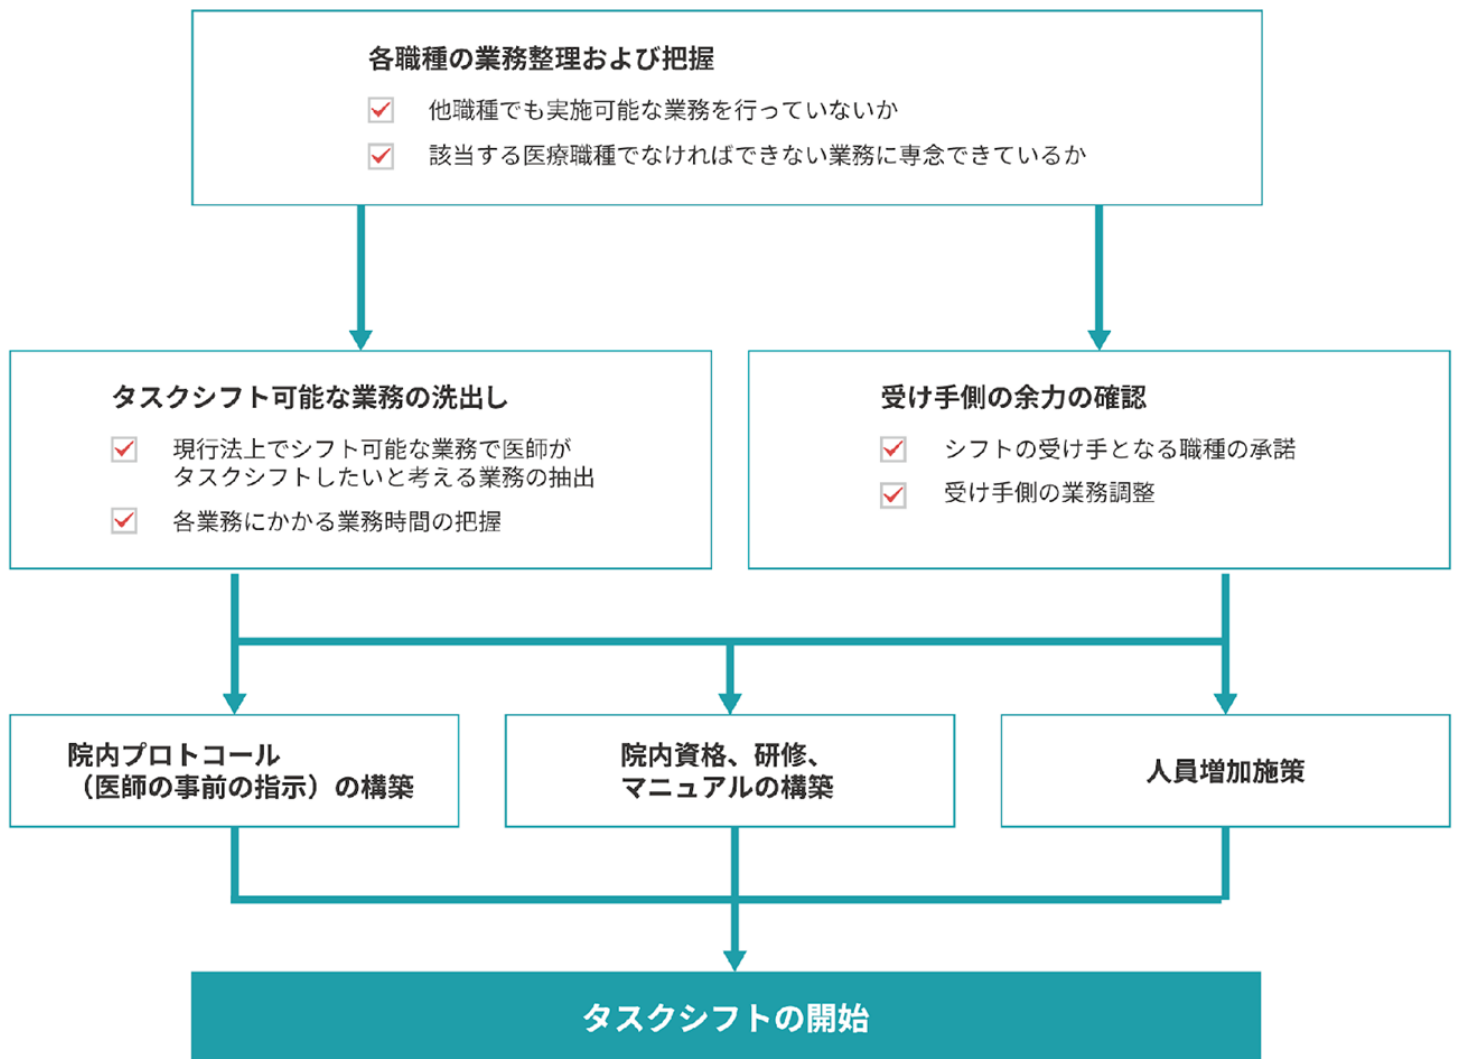 各職種の業務整理および把握
他職種でも実施可能な業務を行っていないか
該当する医療職種でなければできない業務に専念できているか
タスクシフト可能な業務の洗出し
現行法上でシフト可能な業務で医師が
タスクシフトしたいと考える業務の抽出
各業務にかかる業務時間の把握
受け手側の余力の確認
シフトの受け手となる職種の承諾
受け手側の業務調整
院内プロトコール
（医師の事前の指示）の構築
院内資格、研修、
マニュアルの構築
人員増加施策
タスクシフトの開始